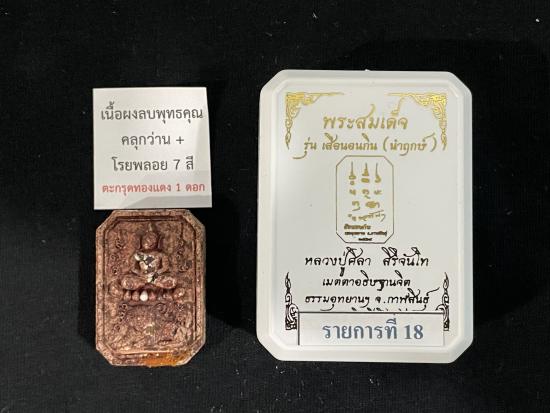 เนื้อผงลบพุทธคุณ
คลุกว่าน +
โรยพลอย 7 สี
ตะกรุดทองแดง 1 ดอก
พระสมเด็จ
รุ่น เสือนอนกิน (นำฤกษ์)
หลวงปู่ศิลา สิริจันโท
เมตตาอธิษฐานจิต
ธรรมอุทยานฯ จ.กาฬสินธุ์
รายการที่ 18